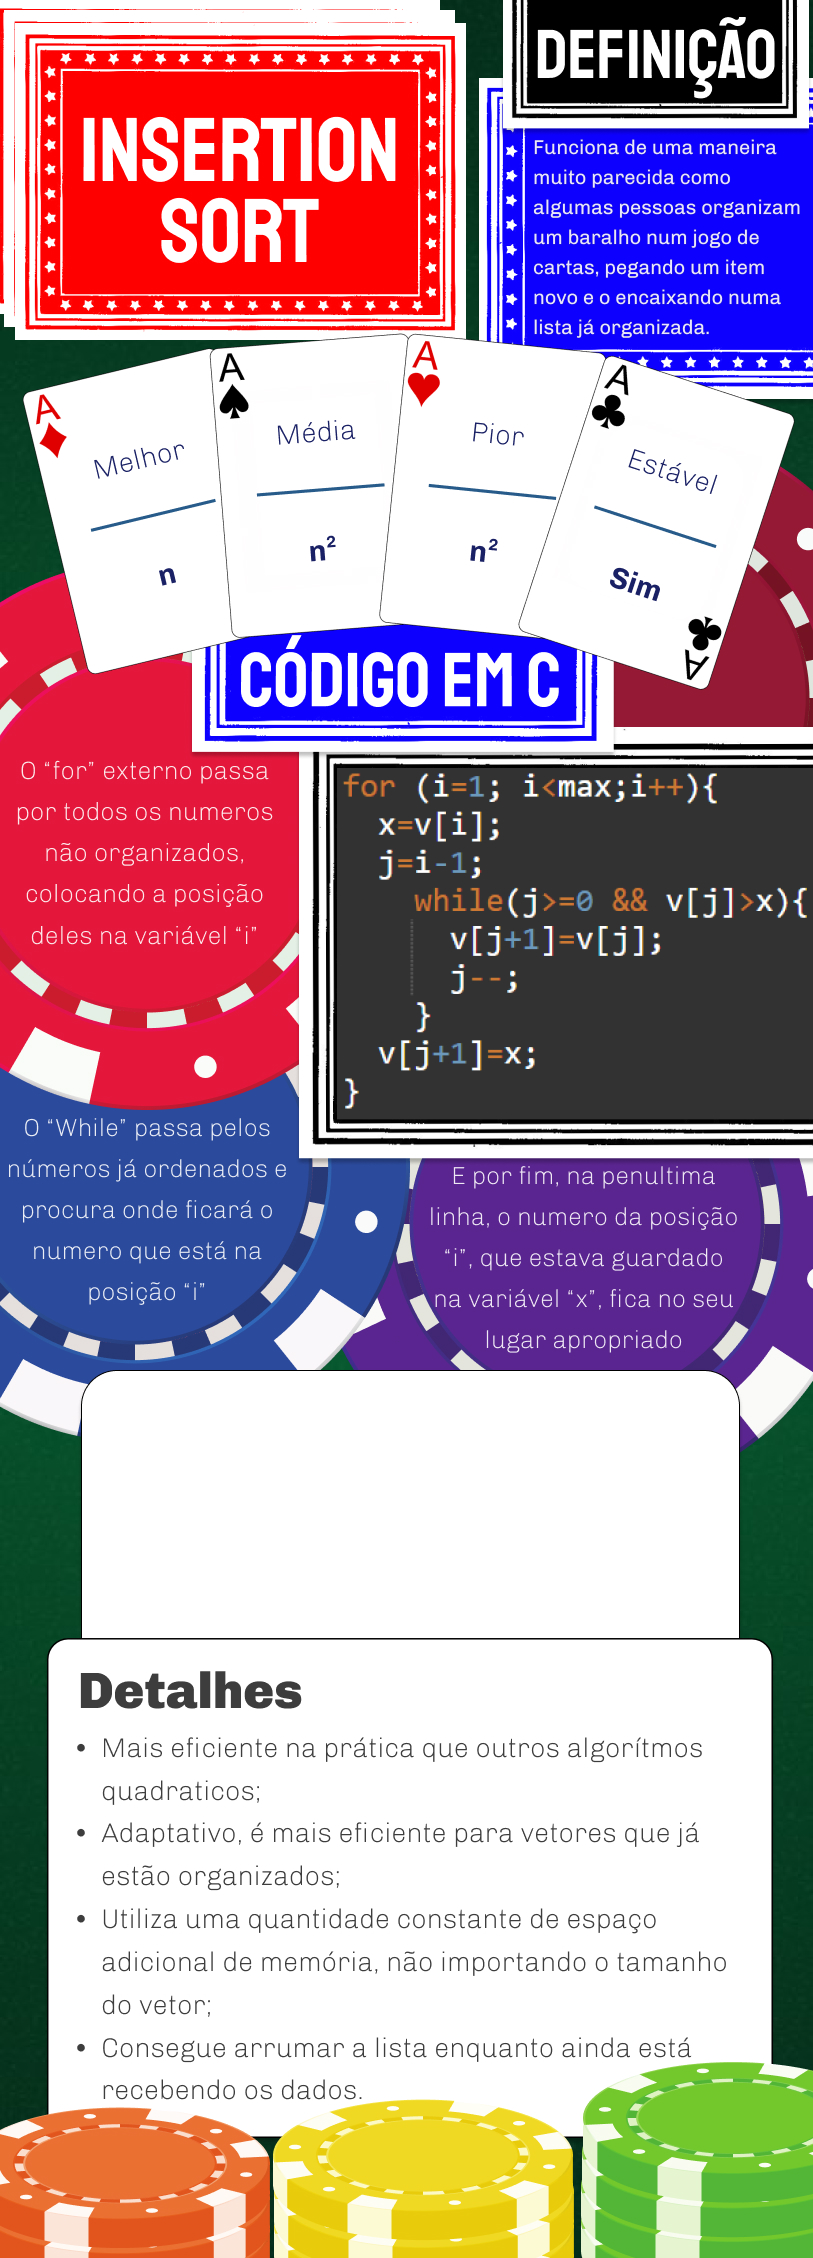 INSERTION
SORT
DEFINIÇÃO
Funciona de uma maneira
muito parecida como
algumas pessoas organizam
um baralho num jogo de
cartas, pegando um item
novo e o encaixando numa
lista já organizada.
A
Melhor
n
A
Média
n²
A
Pior
n²
A
Estável
Sim
A
CÓDIGO EM C
O “for” externo passa
por todos os numeros
não organizados,
colocando a posição
deles na variável “i”
for (i=1; i<max;i++){
x=v[i];
j=i-1;
while(j>=0 && v[j]>x){
v[j+1]=v[j];
j--;
}
v[j+1]=x;
}
O “While” passa pelos
números já ordenados e
procura onde ficará o
numero que está na
posição “i”
E por fim, na penultima
linha, o numero da posição
“i”, que estava guardado
na variável “x”, fica no seu
lugar apropriado
Detalhes
• Mais eficiente na prática que outros algorítmos
quadraticos;
• Adaptativo, é mais eficiente para vetores que já
estão organizados;
• Utiliza uma quantidade constante de espaço
adicional de memória, não importando o tamanho
do vetor;
• Consegue arrumar a lista enquanto ainda está
recebendo os dados.